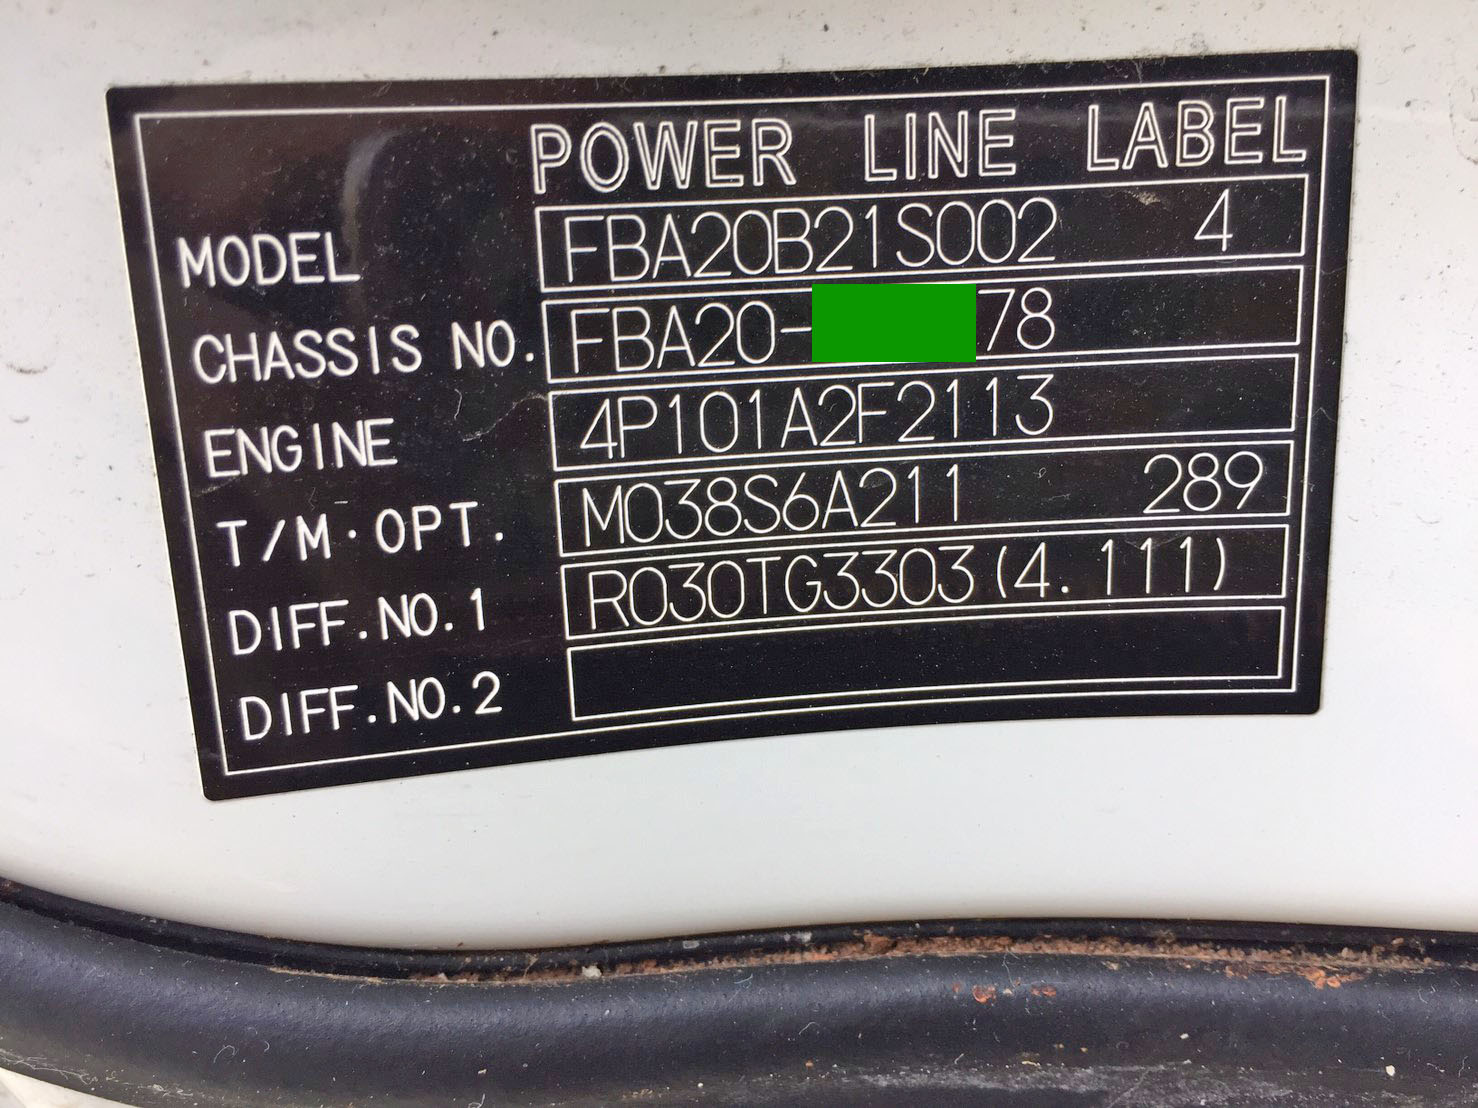 POWER LINE LABEL
MODEL FBA20B21S002 4
CHASSIS NO. FBA20- 78
ENGINE 4P101A2F2113
T/M·OPT. M038S6A211 289
DIFF.NO.1 R030TG3303(4.111)
DIFF.NO.2